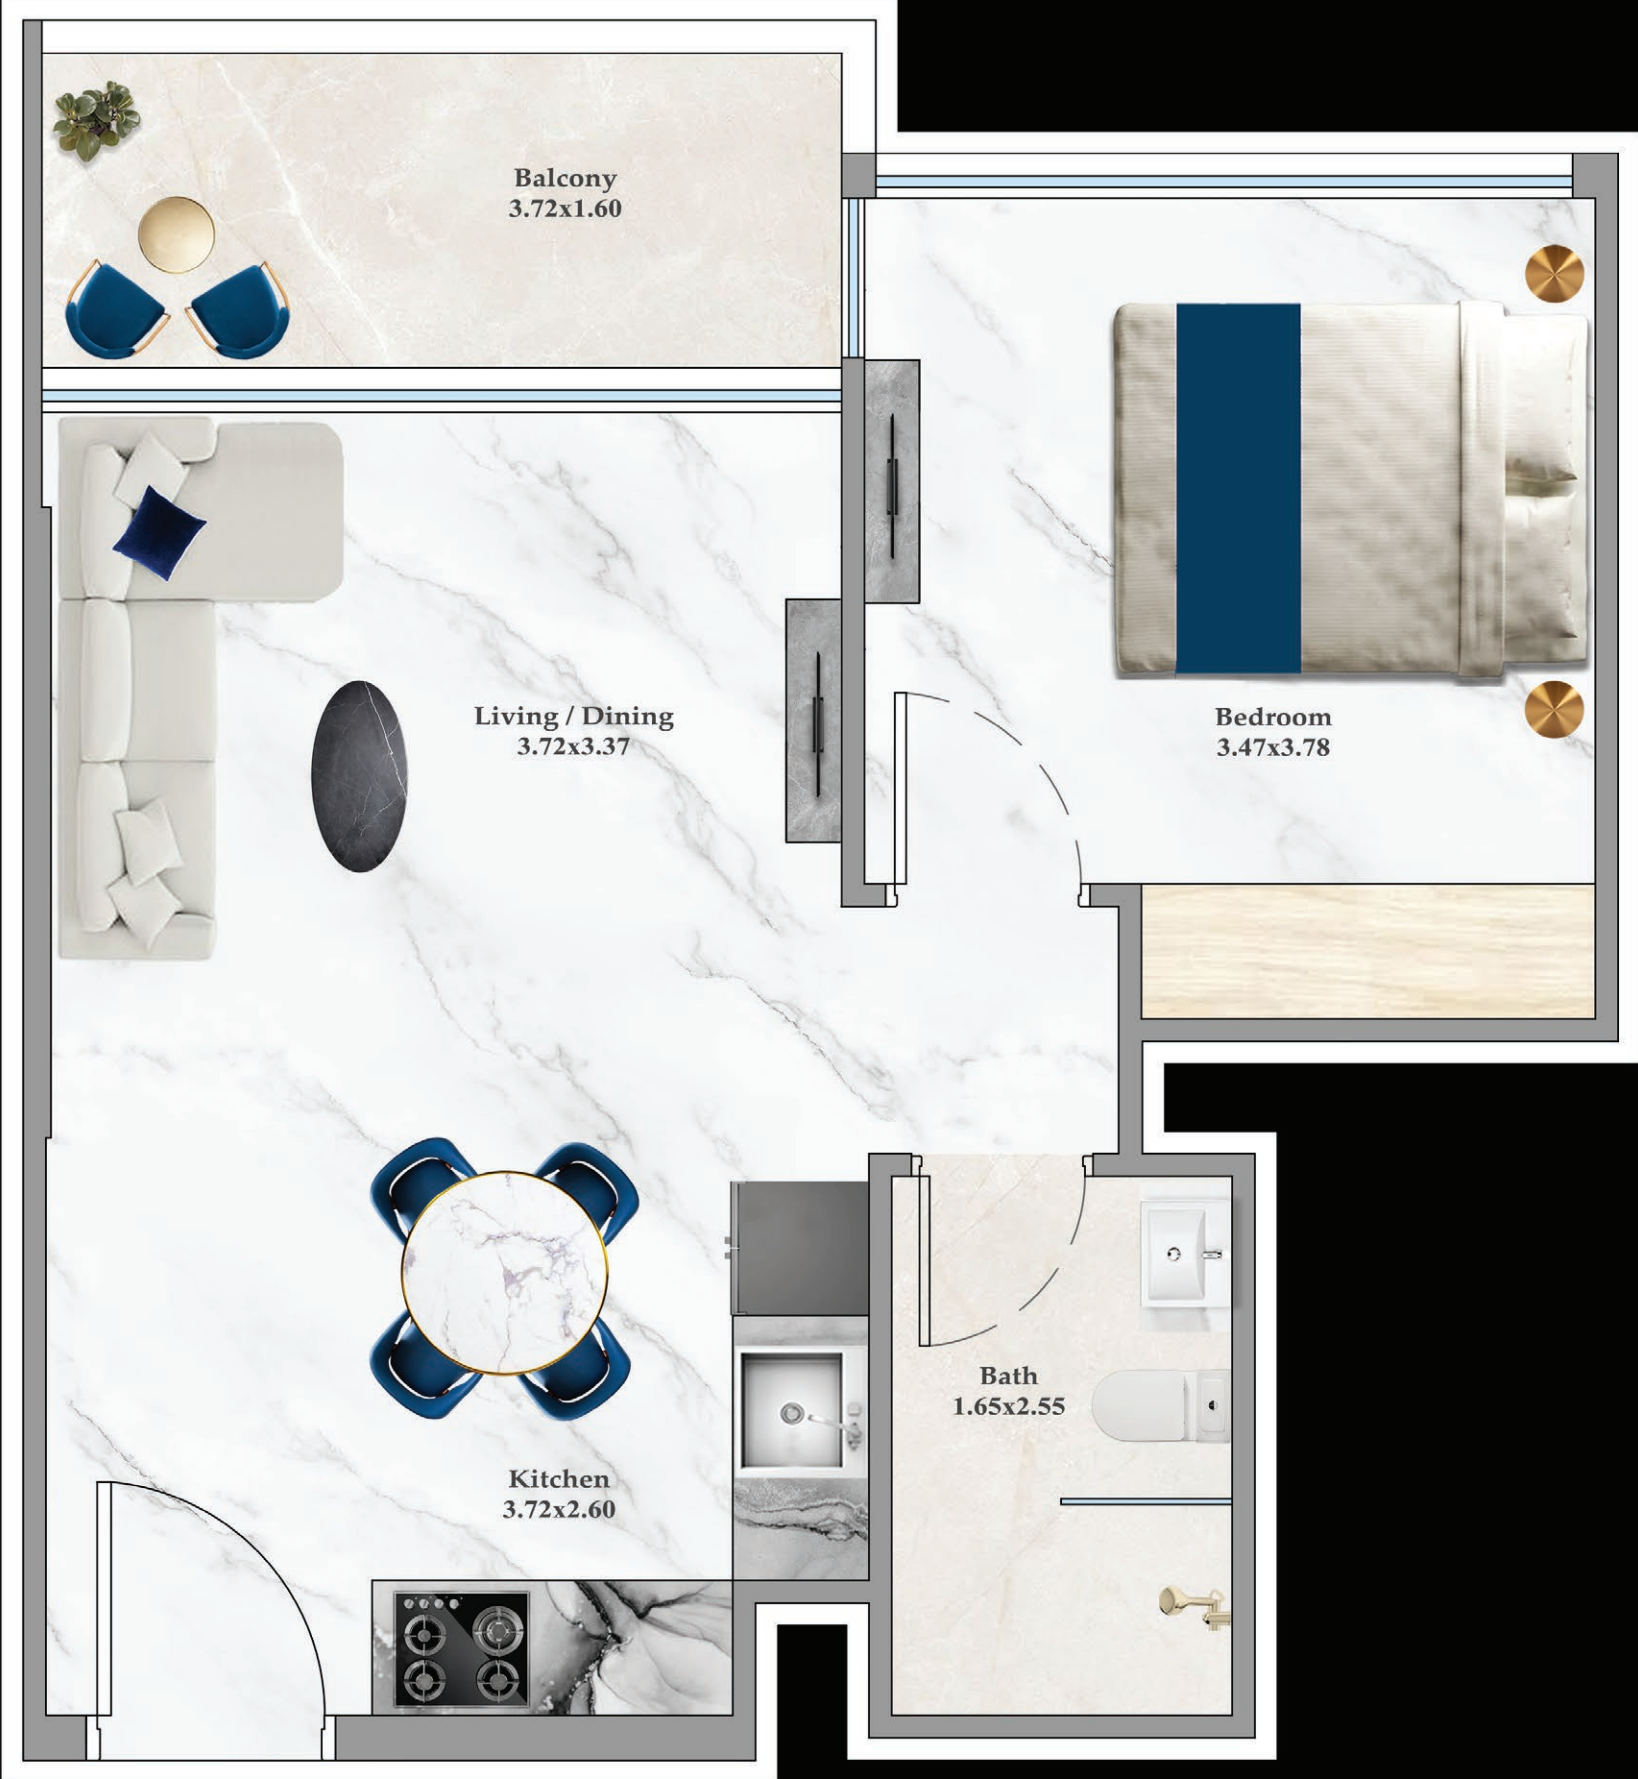 Balcony
3.72x1.60
Living / Dining
3.72x3.37
Bedroom
3.47x3.78
Bath
1.65x2.55
Kitchen
3.72x2.60